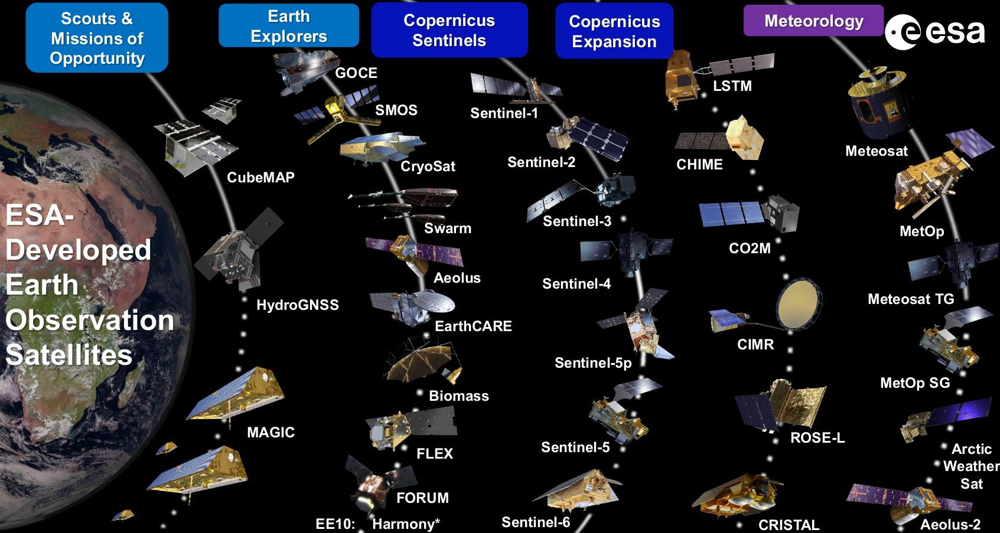 Scouts &
Missions of
Opportunity
Earth
Explorers
Copernicus
Sentinels
Copernicus
Expansion
Meteorology
esa
ESA-
Developed
Earth
Observation
Satellites
CubeMAP
HydroGNSS
MAGIC
GOCE
SMOS
CryoSat
Swarm
Aeolus
EarthCARE
Biomass
FLEX
FORUM
EE10: Harmony*
Sentinel-1
Sentinel-2
Sentinel-3
Sentinel-4
Sentinel-5p
Sentinel-5
Sentinel-6
LSTM
CHIME
CO2M
CIMR
ROSE-L
CRISTAL
Meteosat
MetOp
Meteosat TG
MetOp SG
Arctic
Weather
Sat
Aeolus-2